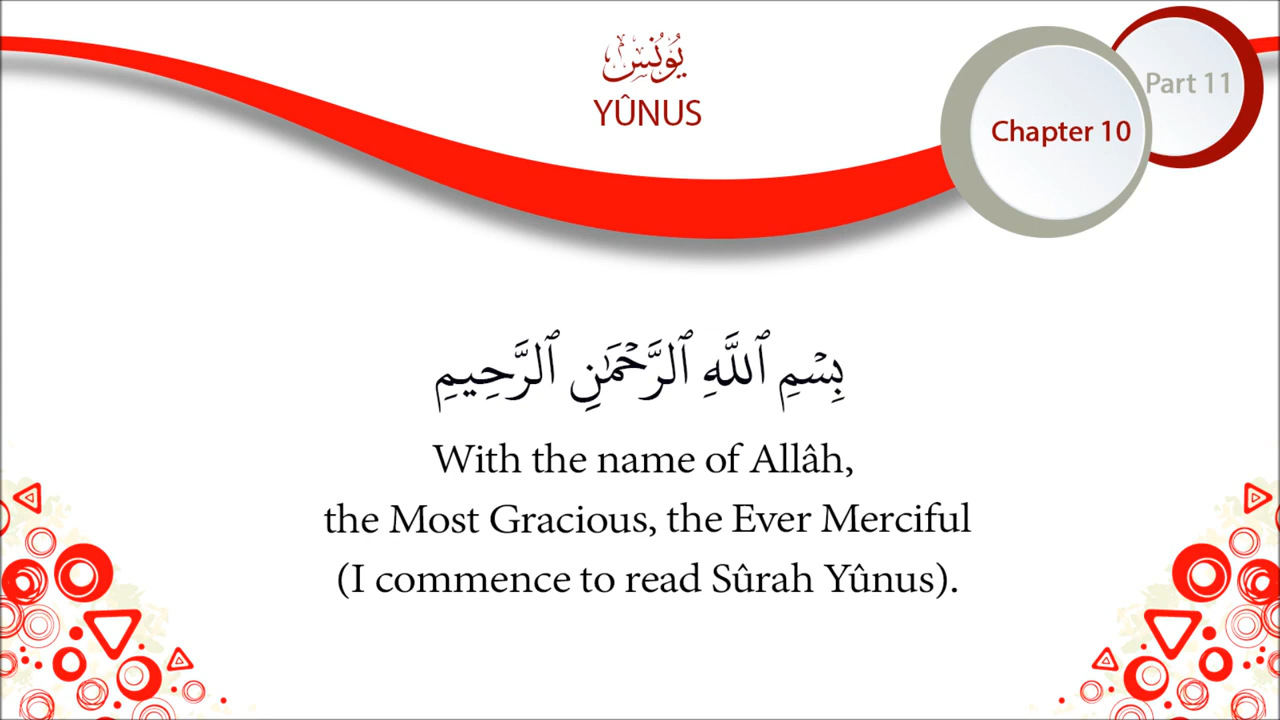 يُونُس
YÛNUS
Part 11
Chapter 10
بِسْمِ ٱللَّهِ ٱلرَّحْمَٰنِ ٱلرَّحِيمِ
With the name of Allâh,
the Most Gracious, the Ever Merciful
(I commence to read Sûrah Yûnus).